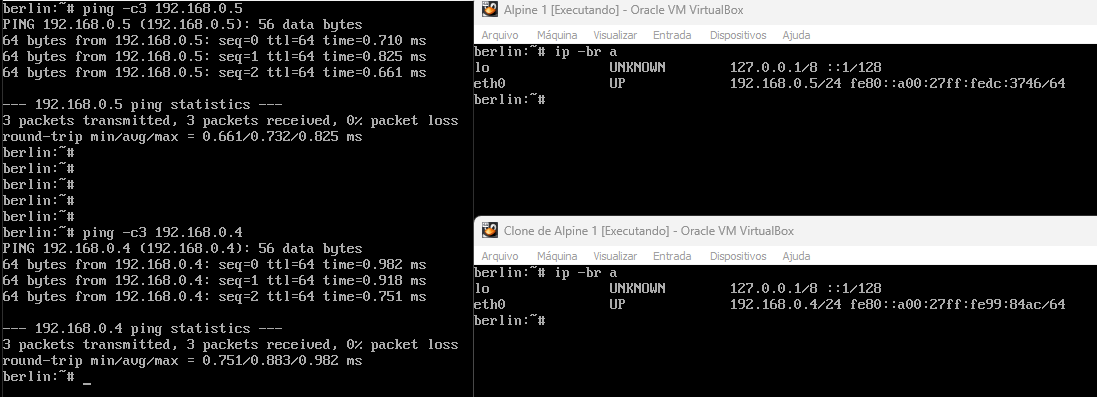 berlin:~# ping -c3 192.168.0.5
PING 192.168.0.5 (192.168.0.5): 56 data bytes
64 bytes from 192.168.0.5: seq=0 ttl=64 time=0.710 ms
64 bytes from 192.168.0.5: seq=1 ttl=64 time=0.825 ms
64 bytes from 192.168.0.5: seq=2 ttl=64 time=0.661 ms
--- 192.168.0.5 ping statistics ---
3 packets transmitted, 3 packets received, 0% packet loss
round-trip min/avg/max = 0.661/0.732/0.825 ms
berlin:~#
berlin:~#
berlin:~#
berlin:~#
berlin:~#
berlin:~# ping -c3 192.168.0.4
PING 192.168.0.4 (192.168.0.4): 56 data bytes
64 bytes from 192.168.0.4: seq=0 ttl=64 time=0.982 ms
64 bytes from 192.168.0.4: seq=1 ttl=64 time=0.918 ms
64 bytes from 192.168.0.4: seq=2 ttl=64 time=0.751 ms
--- 192.168.0.4 ping statistics ---
3 packets transmitted, 3 packets received, 0% packet loss
round-trip min/avg/max = 0.751/0.883/0.982 ms
berlin:~# _
Alpine 1 [Executando] - Oracle VM VirtualBox
Arquivo Máquina Visualizar Entrada Dispositivos Ajuda
berlin:~# ip -br a
lo UNKNOWN 127.0.0.1/8 ::1/128
eth0 UP 192.168.0.5/24 fe80::a00:27ff:fedc:3746/64
berlin:~#
Clone de Alpine 1 [Executando] - Oracle VM VirtualBox
Arquivo Máquina Visualizar Entrada Dispositivos Ajuda
berlin:~# ip -br a
lo UNKNOWN 127.0.0.1/8 ::1/128
eth0 UP 192.168.0.4/24 fe80::a00:27ff:fe99:84ac/64
berlin:~#